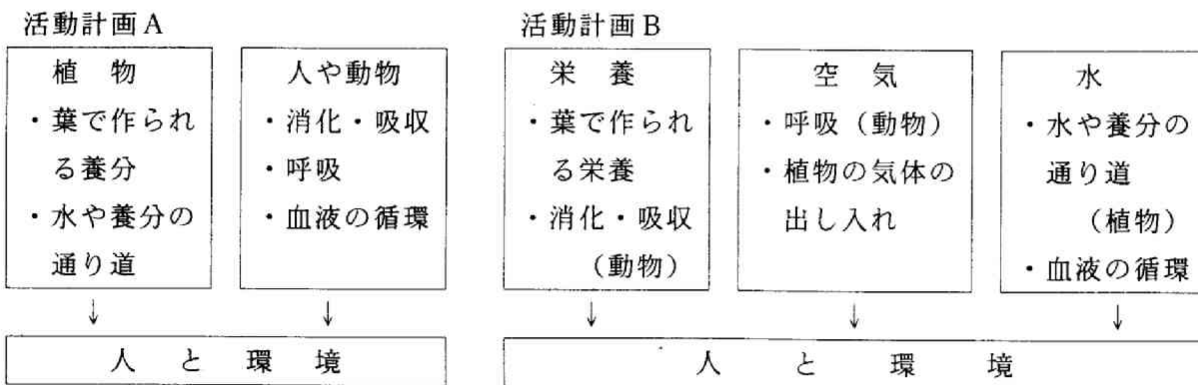 活動計画A
植物
・葉で作られ
る養分
・水や養分の
通り道
人や動物
・消化・吸収
・呼吸
・血液の循環
人と環境
活動計画B
栄養
・葉で作られ
る栄養
・消化・吸収
（動物）
空気
・呼吸（動物）
・植物の気体の
出し入れ
水
・水や養分の
通り道
（植物）
・血液の循環
人と環境